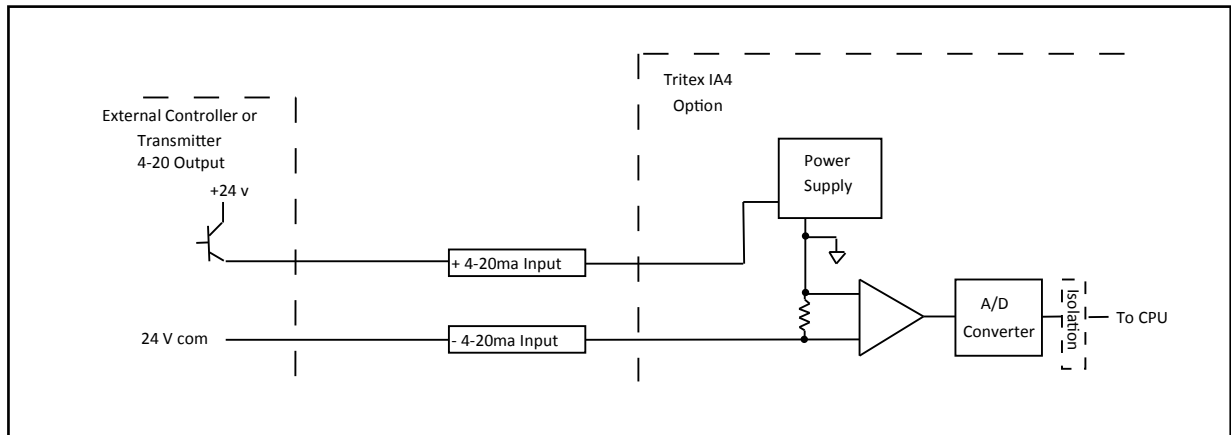 Tritex IA4
Option
External Controller or
Transmitter
4-20 Output
+24 v
Power
Supply
+ 4-20ma Input
A/D
Converter
Isolation
To CPU
24 V com
- 4-20ma Input